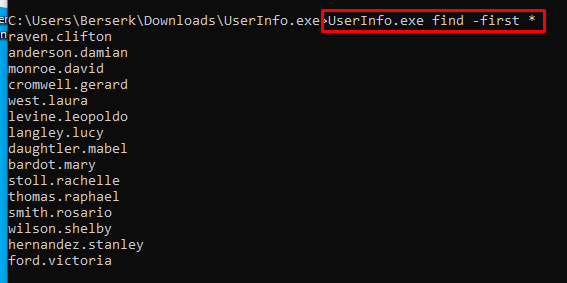 C:\Users\Berserk\Downloads\UserInfo.exe>UserInfo.exe find -first *
raven.clifton
anderson.damian
monroe.david
cromwell.gerard
west.laura
levine.leopoldo
langley.lucy
daughtler.mabel
bardot.mary
stoll.rachelle
thomas.raphael
smith.rosario
wilson.shelby
hernandez.stanley
ford.victoria